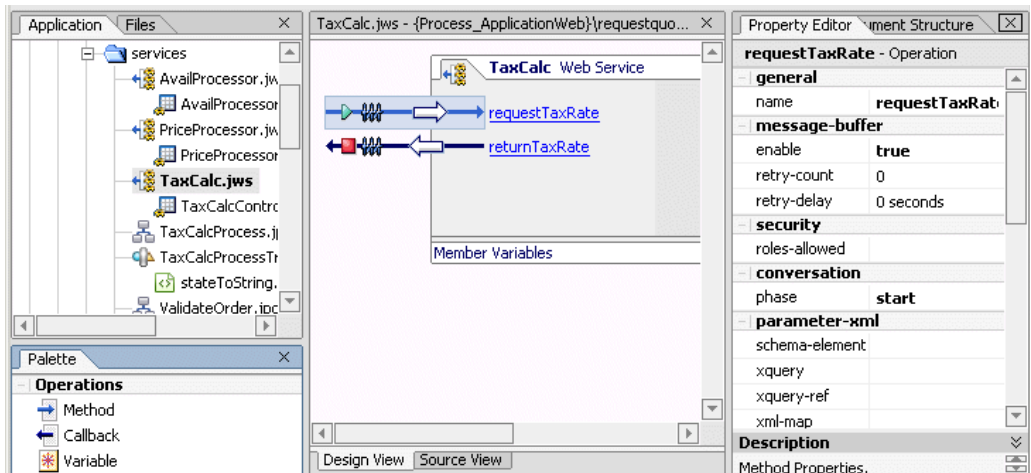 Application Files
services
AvailProcessor.jw
AvailProcessor
PriceProcessor.jw
PriceProcessor
TaxCalc.jws
TaxCalcContro
TaxCalcProcess.j
TaxCalcProcessTr
stateToString.
ValidateOrder.jpd
Palette
Operations
Method
Callback
Variable
TaxCalc.jws - {Process_ApplicationWeb}\requestquo...
TaxCalc Web Service
requestTaxRate
returnTaxRate
Member Variables
Design View Source View
Property Editor ument Structure
requestTaxRate - Operation
general
name requestTaxRat
message-buffer
enable true
retry-count 0
retry-delay 0 seconds
security
roles-allowed
conversation
phase start
parameter-xml
schema-element
xquery
xquery-ref
xml-map
Description
Method Properties.